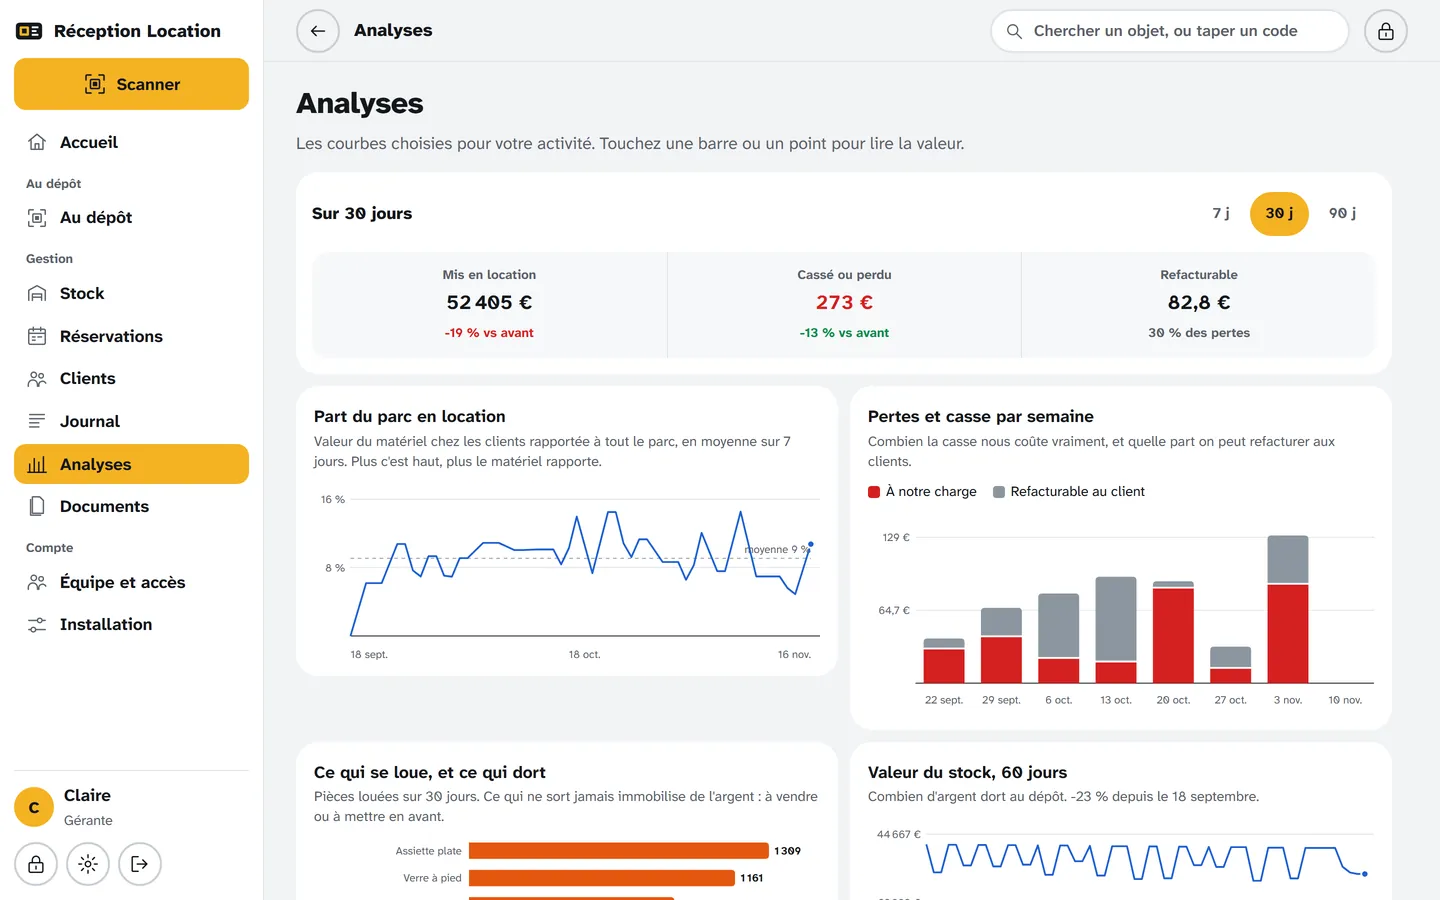 Réception Location
Scanner
Accueil
Au dépôt
Au dépôt
Gestion
Stock
Réservations
Clients
Journal
Analyses
Documents
Compte
Équipe et accès
Installation
C
Claire
Gérante
Analyses
Chercher un objet, ou taper un code
Analyses
Les courbes choisies pour votre activité. Touchez une barre ou un point pour lire la valeur.
Sur 30 jours
7 j
30 j
90 j
Mis en location
52 405 €
-19 % vs avant
Cassé ou perdu
273 €
-13 % vs avant
Refacturable
82,8 €
30 % des pertes
Part du parc en location
Valeur du matériel chez les clients rapportée à tout le parc, en moyenne sur 7
jours. Plus c'est haut, plus le matériel rapporte.
16 %
moyenne 9 %
8 %
18 sept.
18 oct.
16 nov.
Pertes et casse par semaine
Combien la casse nous coûte vraiment, et quelle part on peut refacturer aux
clients.
À notre charge
Refacturable au client
129 €
64,7 €
22 sept.
29 sept.
6 oct.
13 oct.
20 oct.
27 oct.
3 nov.
10 nov.
Ce qui se loue, et ce qui dort
Pièces louées sur 30 jours. Ce qui ne sort jamais immobilise de l'argent : à vendre
ou à mettre en avant.
Assiette plate
1 309
Verre à pied
1 161
Valeur du stock, 60 jours
Combien d'argent dort au dépôt. -23 % depuis le 18 septembre.
44 667 €